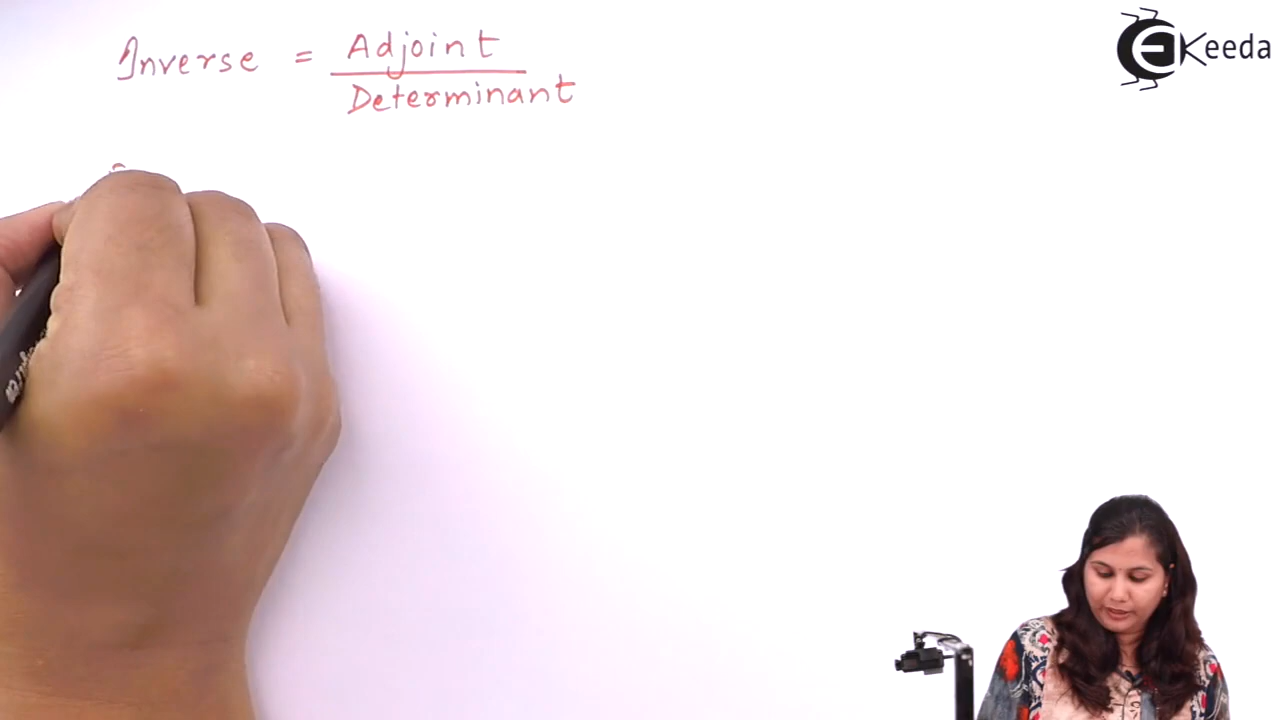 Inverse = Adjoint
Determinant
EKeeda